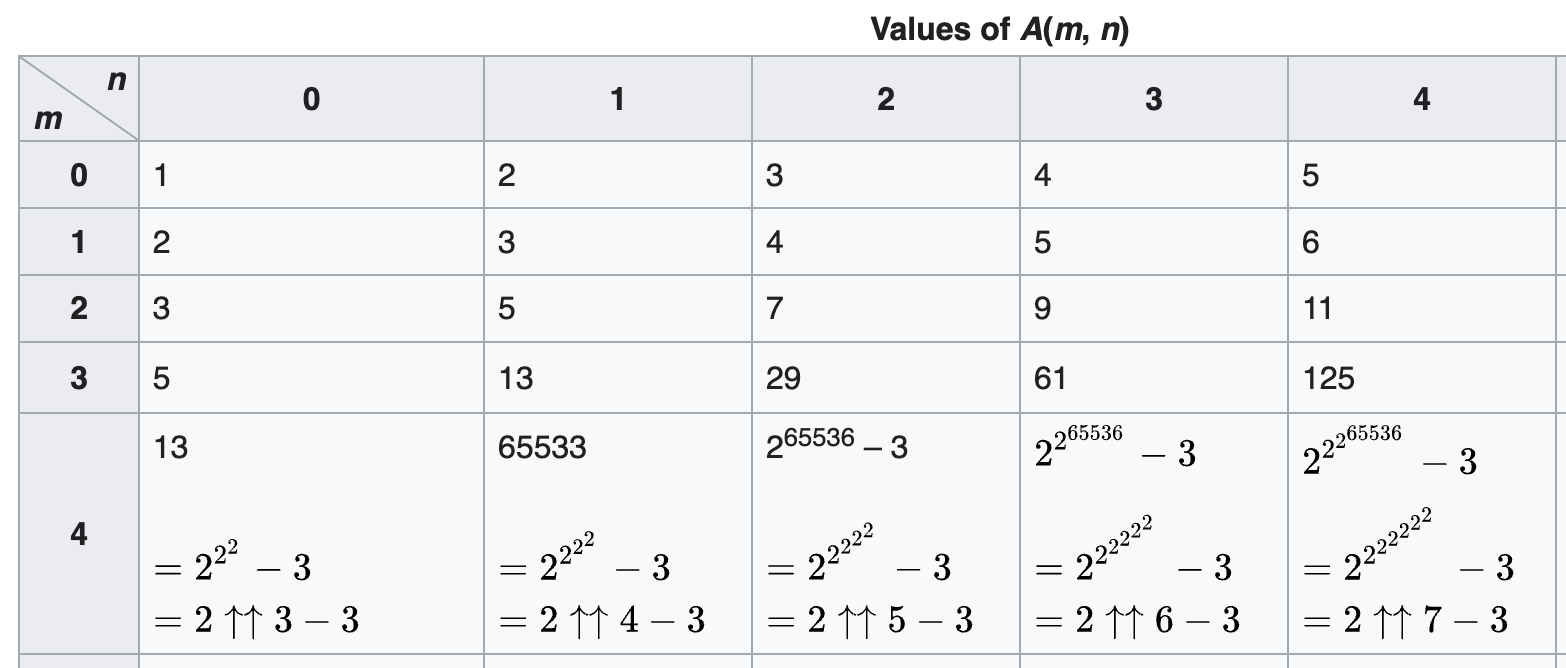 Values of A(m, n)
n
m 0 1 2 3 4
0 1 2 3 4 5
1 2 3 4 5 6
2 3 5 7 9 11
3 5 13 29 61 125
4 13 65533 2^65536 – 3 2^2^65536 − 3 2^2^2^65536 − 3
= 2^2^2 − 3 = 2^2^2^2 − 3 = 2^2^2^2^2 − 3 = 2^2^2^2^2^2 − 3 = 2^2^2^2^2^2^2 − 3
= 2 ↑↑ 3 − 3 = 2 ↑↑ 4 − 3 = 2 ↑↑ 5 − 3 = 2 ↑↑ 6 − 3 = 2 ↑↑ 7 − 3